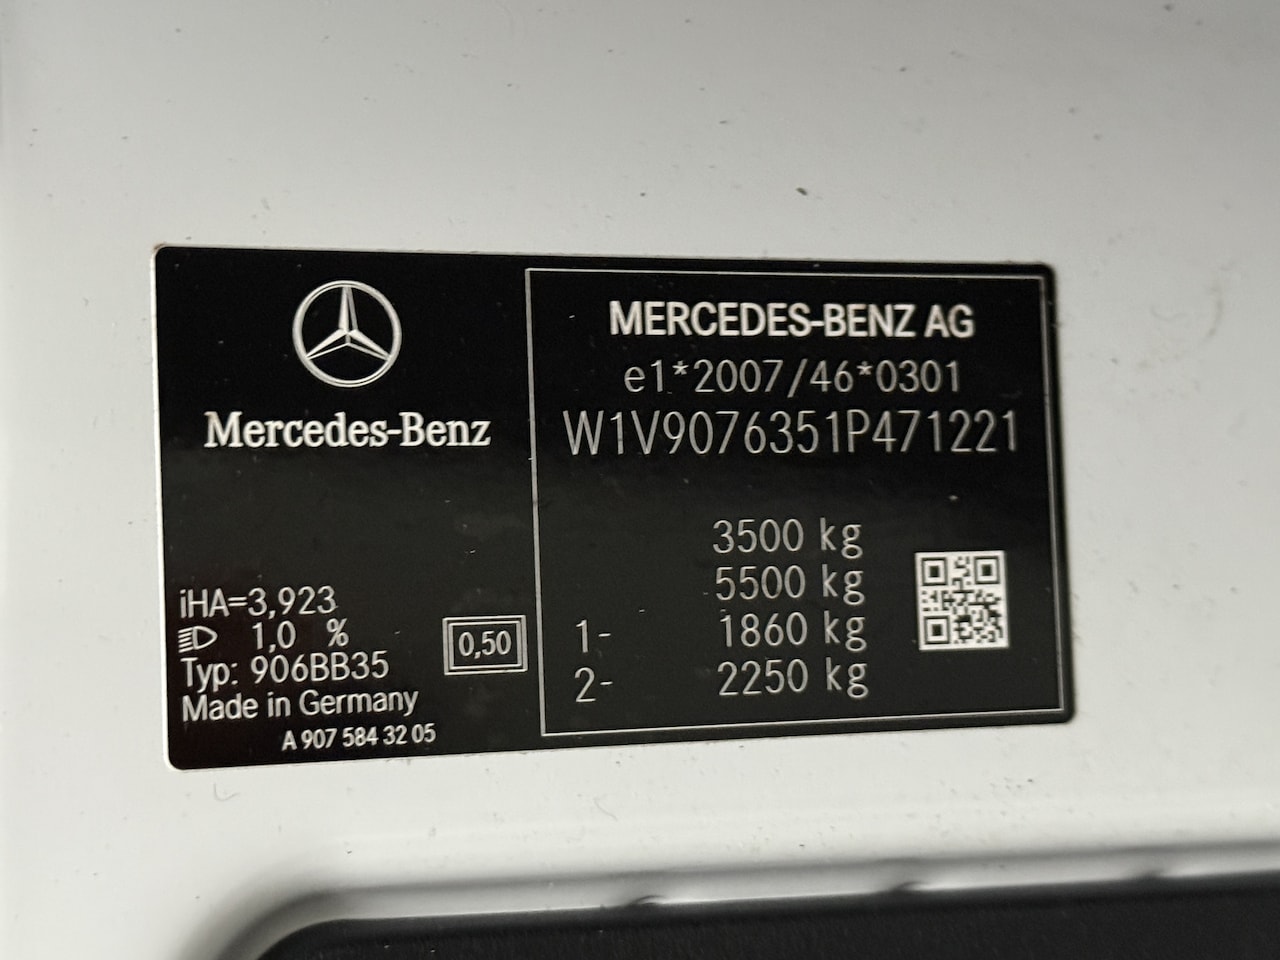 Mercedes-Benz
iHA=3,923
1,0 %
Typ: 906BB35
Made in Germany
A 907 584 32 05
0,50
MERCEDES-BENZ AG
e1*2007/46*0301
W1V9076351P471221
3500 kg
5500 kg
1- 1860 kg
2- 2250 kg